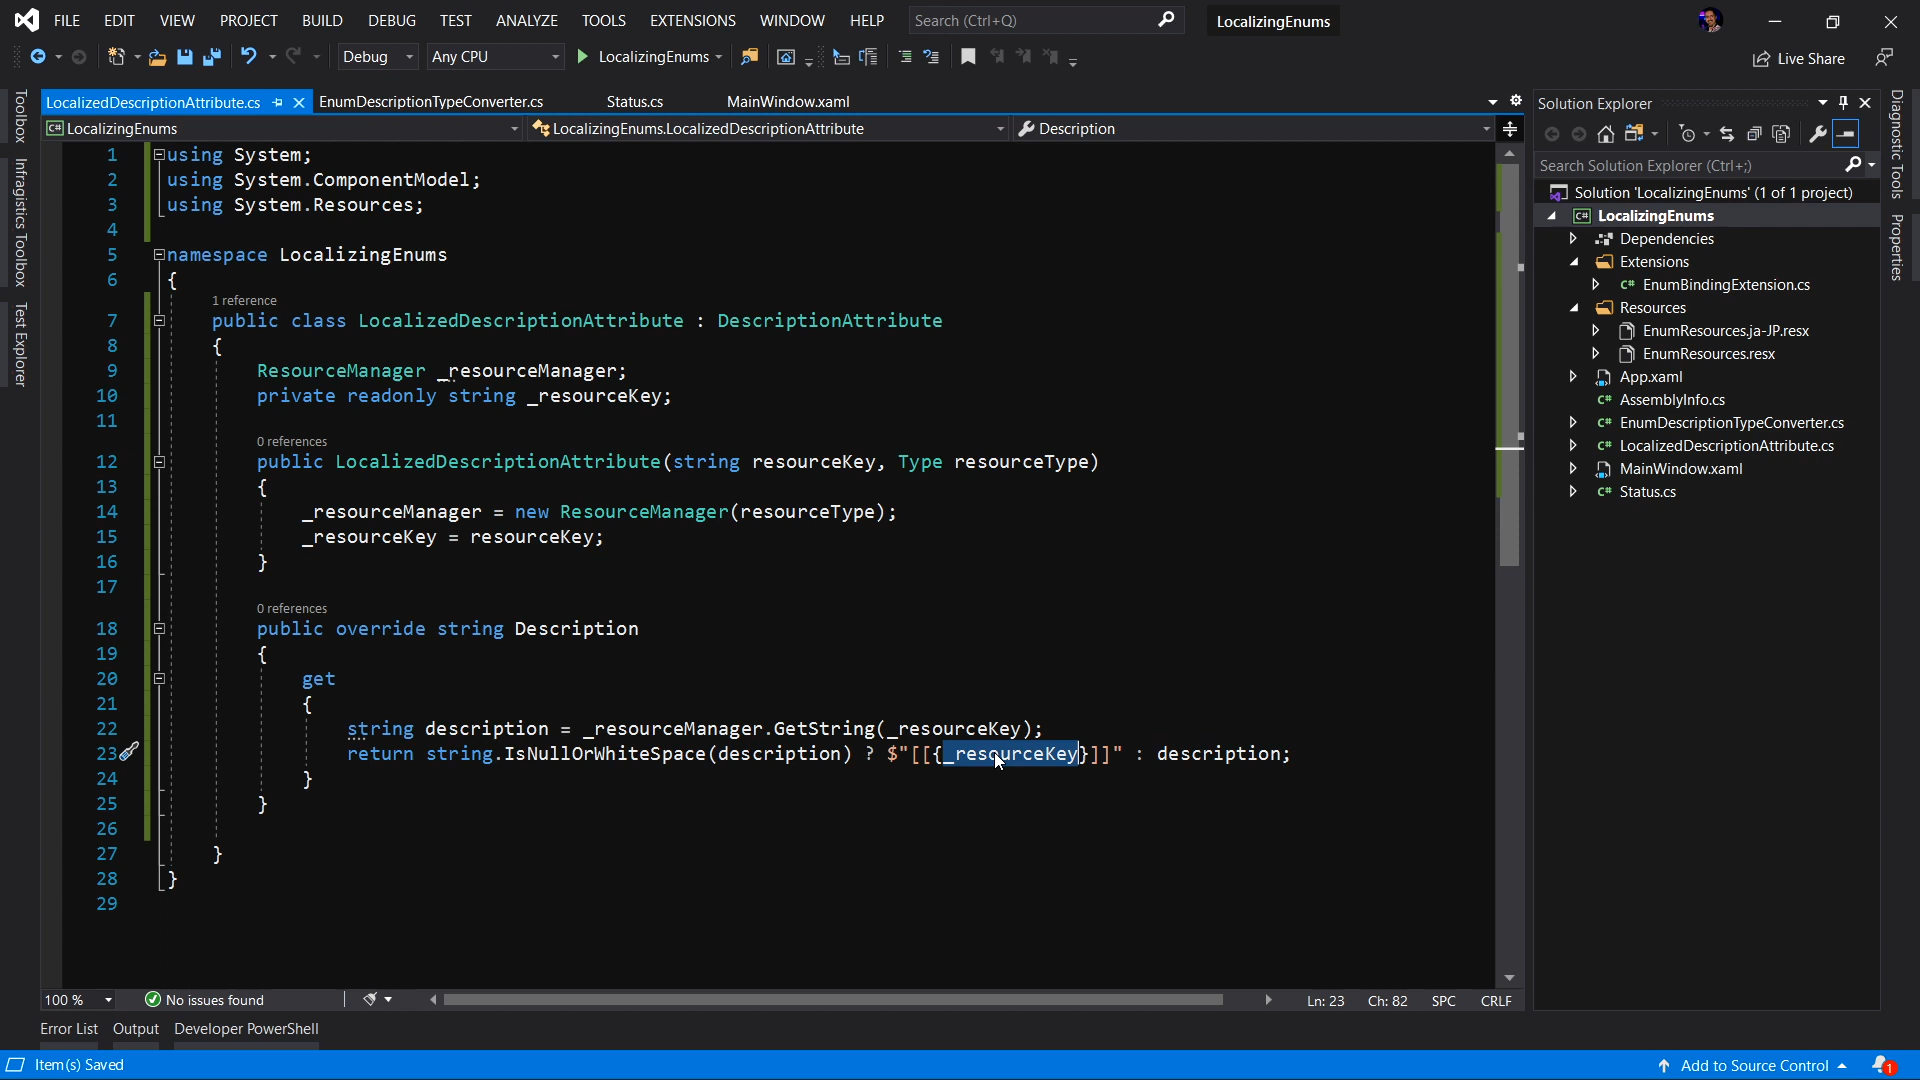 FILE EDIT VIEW PROJECT BUILD DEBUG TEST ANALYZE TOOLS EXTENSIONS WINDOW HELP Search (Ctrl+Q) LocalizingEnums
Debug Any CPU LocalizingEnums Live Share
LocalizedDescriptionAttribute.cs EnumDescriptionTypeConverter.cs Status.cs MainWindow.xaml
C# LocalizingEnums LocalizingEnums.LocalizedDescriptionAttribute Description
Toolbox
Infragistics Toolbox
Test Explorer
1 using System;
2 using System.ComponentModel;
3 using System.Resources;
4
5 namespace LocalizingEnums
6 {
1 reference
7 public class LocalizedDescriptionAttribute : DescriptionAttribute
8 {
9 ResourceManager _resourceManager;
10 private readonly string _resourceKey;
11
0 references
12 public LocalizedDescriptionAttribute(string resourceKey, Type resourceType)
13 {
14 _resourceManager = new ResourceManager(resourceType);
15 _resourceKey = resourceKey;
16 }
17
0 references
18 public override string Description
19 {
20 get
21 {
22 string description = _resourceManager.GetString(_resourceKey);
23 return string.IsNullOrWhiteSpace(description) ? $"[[{_resourceKey}]]" : description;
24 }
25 }
26
27 }
28 }
29
100 % No issues found Ln: 23 Ch: 82 SPC CRLF
Error List Output Developer PowerShell
Item(s) Saved Add to Source Control 1
Solution Explorer
Search Solution Explorer (Ctrl+;)
Solution 'LocalizingEnums' (1 of 1 project)
C# LocalizingEnums
Dependencies
Extensions
C# EnumBindingExtension.cs
Resources
EnumResources.ja-JP.resx
EnumResources.resx
App.xaml
C# AssemblyInfo.cs
C# EnumDescriptionTypeConverter.cs
C# LocalizedDescriptionAttribute.cs
MainWindow.xaml
C# Status.cs
Diagnostic Tools
Properties